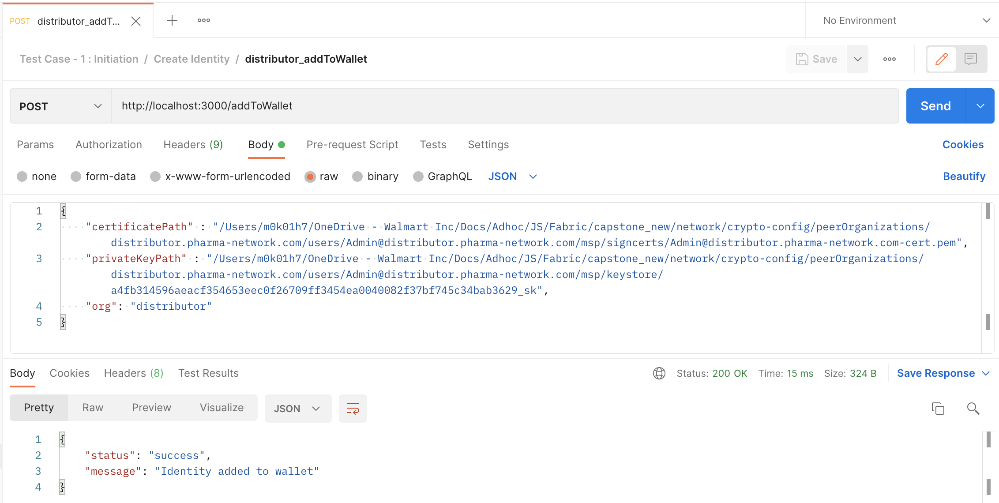 POST distributor_addT...
No Environment
Test Case - 1 : Initiation / Create Identity / distributor_addToWallet
Save
POST
http://localhost:3000/addToWallet
Send
Params Authorization Headers (9) Body Pre-request Script Tests Settings Cookies
none form-data x-www-form-urlencoded raw binary GraphQL JSON Beautify
1 {
2 "certificatePath" : "/Users/m0k01h7/OneDrive - Walmart Inc/Docs/Adhoc/JS/Fabric/capstone_new/network/crypto-config/peerOrganizations/
distributor.pharma-network.com/users/Admin@distributor.pharma-network.com/msp/signcerts/Admin@distributor.pharma-network.com-cert.pem",
3 "privateKeyPath" : "/Users/m0k01h7/OneDrive - Walmart Inc/Docs/Adhoc/JS/Fabric/capstone_new/network/crypto-config/peerOrganizations/
distributor.pharma-network.com/users/Admin@distributor.pharma-network.com/msp/keystore/
a4fb314596aeacf354653eec0f26709ff3454ea0040082f37bf745c34bab3629_sk",
4 "org": "distributor"
5 }
Body Cookies Headers (8) Test Results Status: 200 OK Time: 15 ms Size: 324 B Save Response
Pretty Raw Preview Visualize JSON
1 {
2 "status": "success",
3 "message": "Identity added to wallet"
4 }